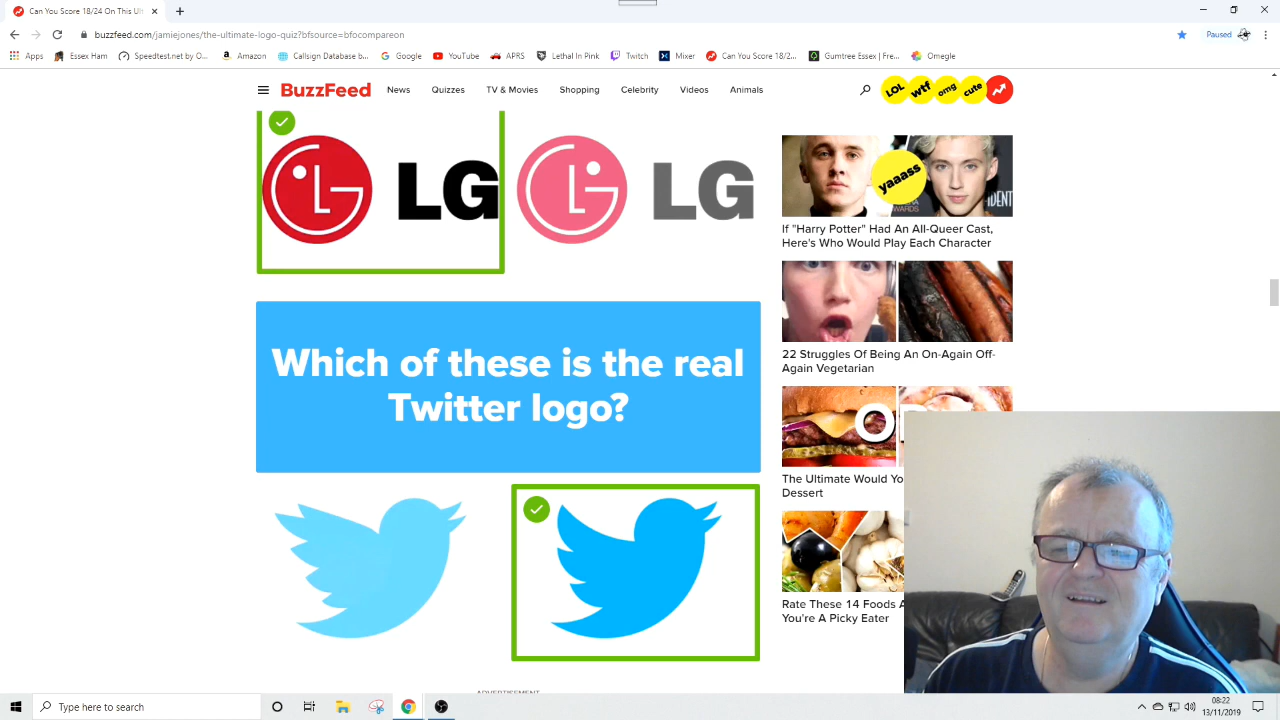 Can You Score 18/24 On This Ult
buzzfeed.com/jamiejones/the-ultimate-logo-quiz?bfsource=bfocompareon
Paused
Apps
Essex Ham
Speedtest.net by O...
Amazon
Callsign Database b...
Google
YouTube
APRS
Lethal In Pink
Twitch
Mixer
Can You Score 18/2...
Gumtree Essex | Fre...
Omegle
BuzzFeed
News
Quizzes
TV & Movies
Shopping
Celebrity
Videos
Animals
LOL
wtf
omg
cute
LG
LG
yaaass
AWARDS
IDENT
If "Harry Potter" Had An All-Queer Cast,
Here's Who Would Play Each Character
Which of these is the real
Twitter logo?
22 Struggles Of Being An On-Again Off-
Again Vegetarian
The Ultimate Would Yo
Dessert
Rate These 14 Foods A
You're A Picky Eater
ADVERTISEMENT
Type here to search
08:22
13/11/2019